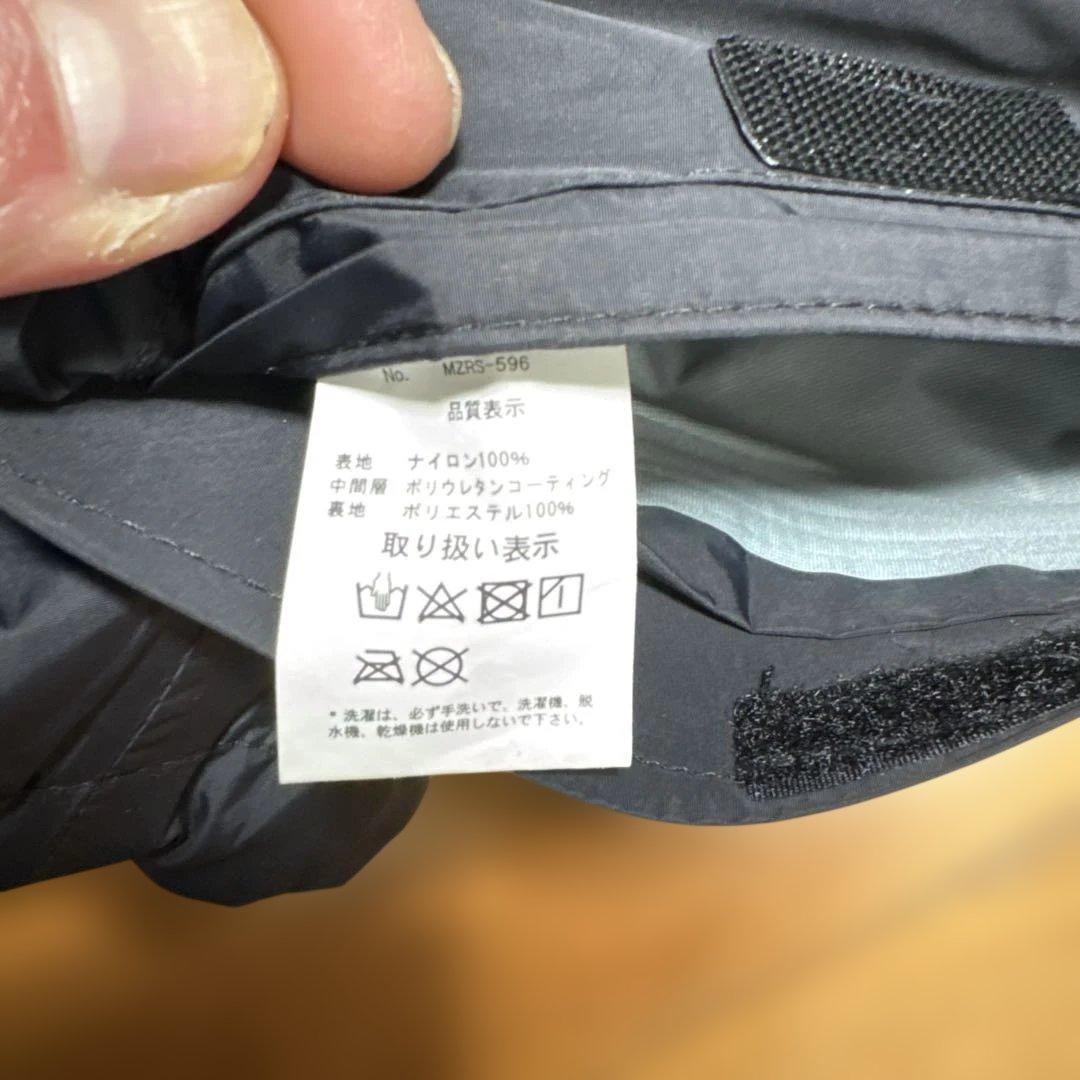 No. MZRS-596
品質表示
表地 ナイロン100%
中間層 ポリウレタンコーティング
裏地 ポリエステル100%
取り扱い表示
* 洗濯は、必ず手洗いで。洗濯機、脱
水機、乾燥機は使用しないで下さい。